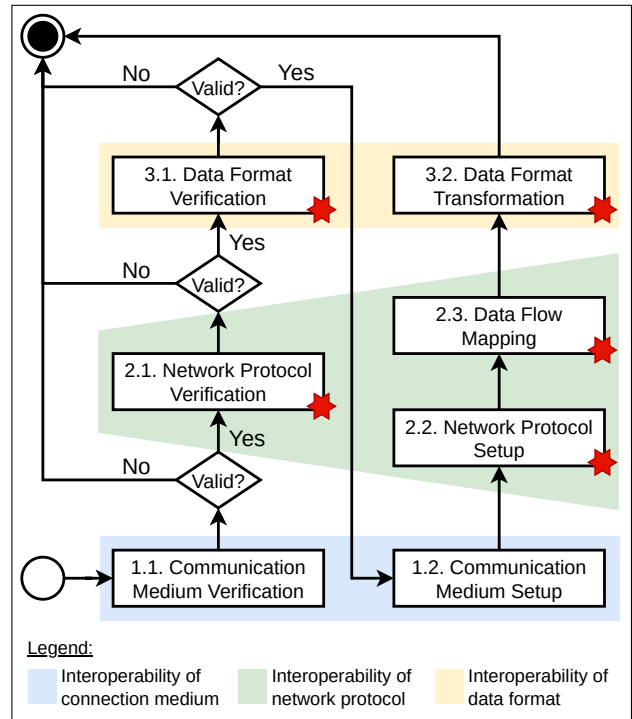 No
Valid?
Yes
3.1. Data Format
Verification
3.2. Data Format
Transformation
Yes
No
Valid?
2.3. Data Flow
Mapping
2.1. Network Protocol
Verification
2.2. Network Protocol
Setup
Yes
No
Valid?
1.1. Communication
Medium Verification
1.2. Communication
Medium Setup
Legend:
Interoperability of
connection medium
Interoperability of
network protocol
Interoperability of
data format